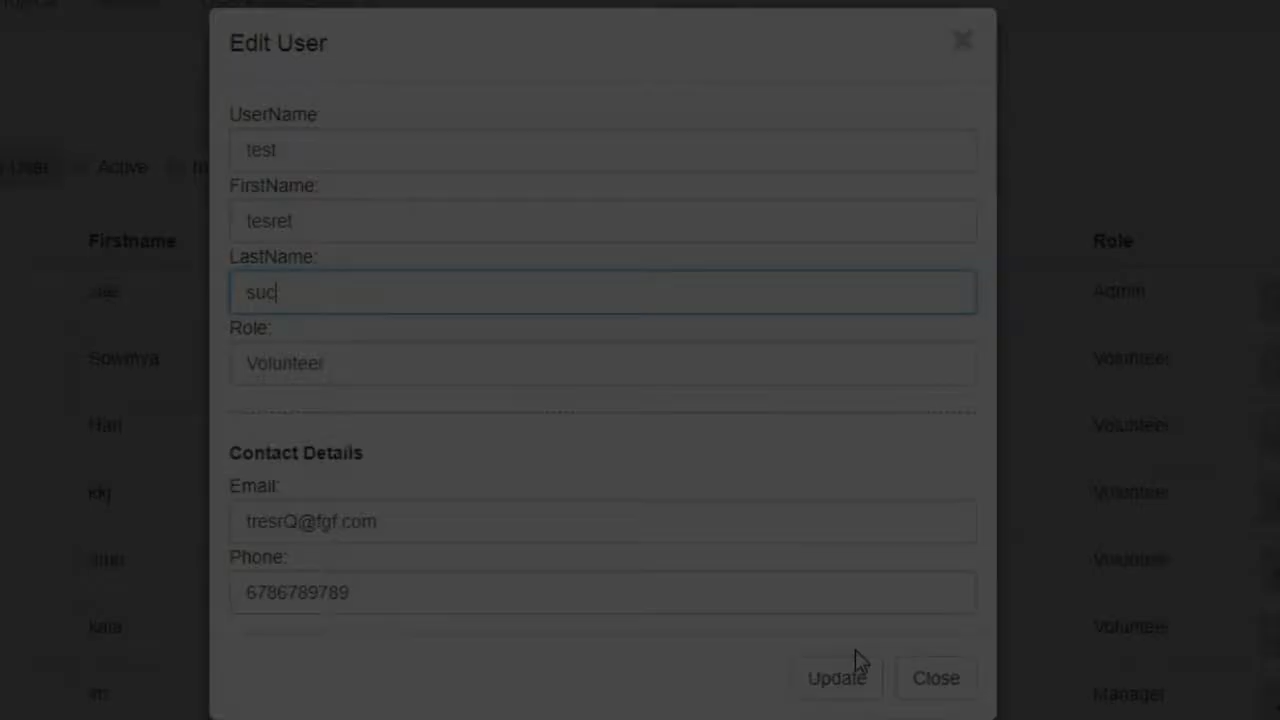 Edit User
UserName:
test
Active
FirstName:
tesret
Firstname
Role
LastName:
suc
Admin
Role:
Sowmya
Volunteer
Volunteer
Hari
Volunteer
Contact Details
Email:
Volunteer
tresrQ@fgf.com
Phone:
Volunteer
6786789789
Volunteer
Update
Close
Manager